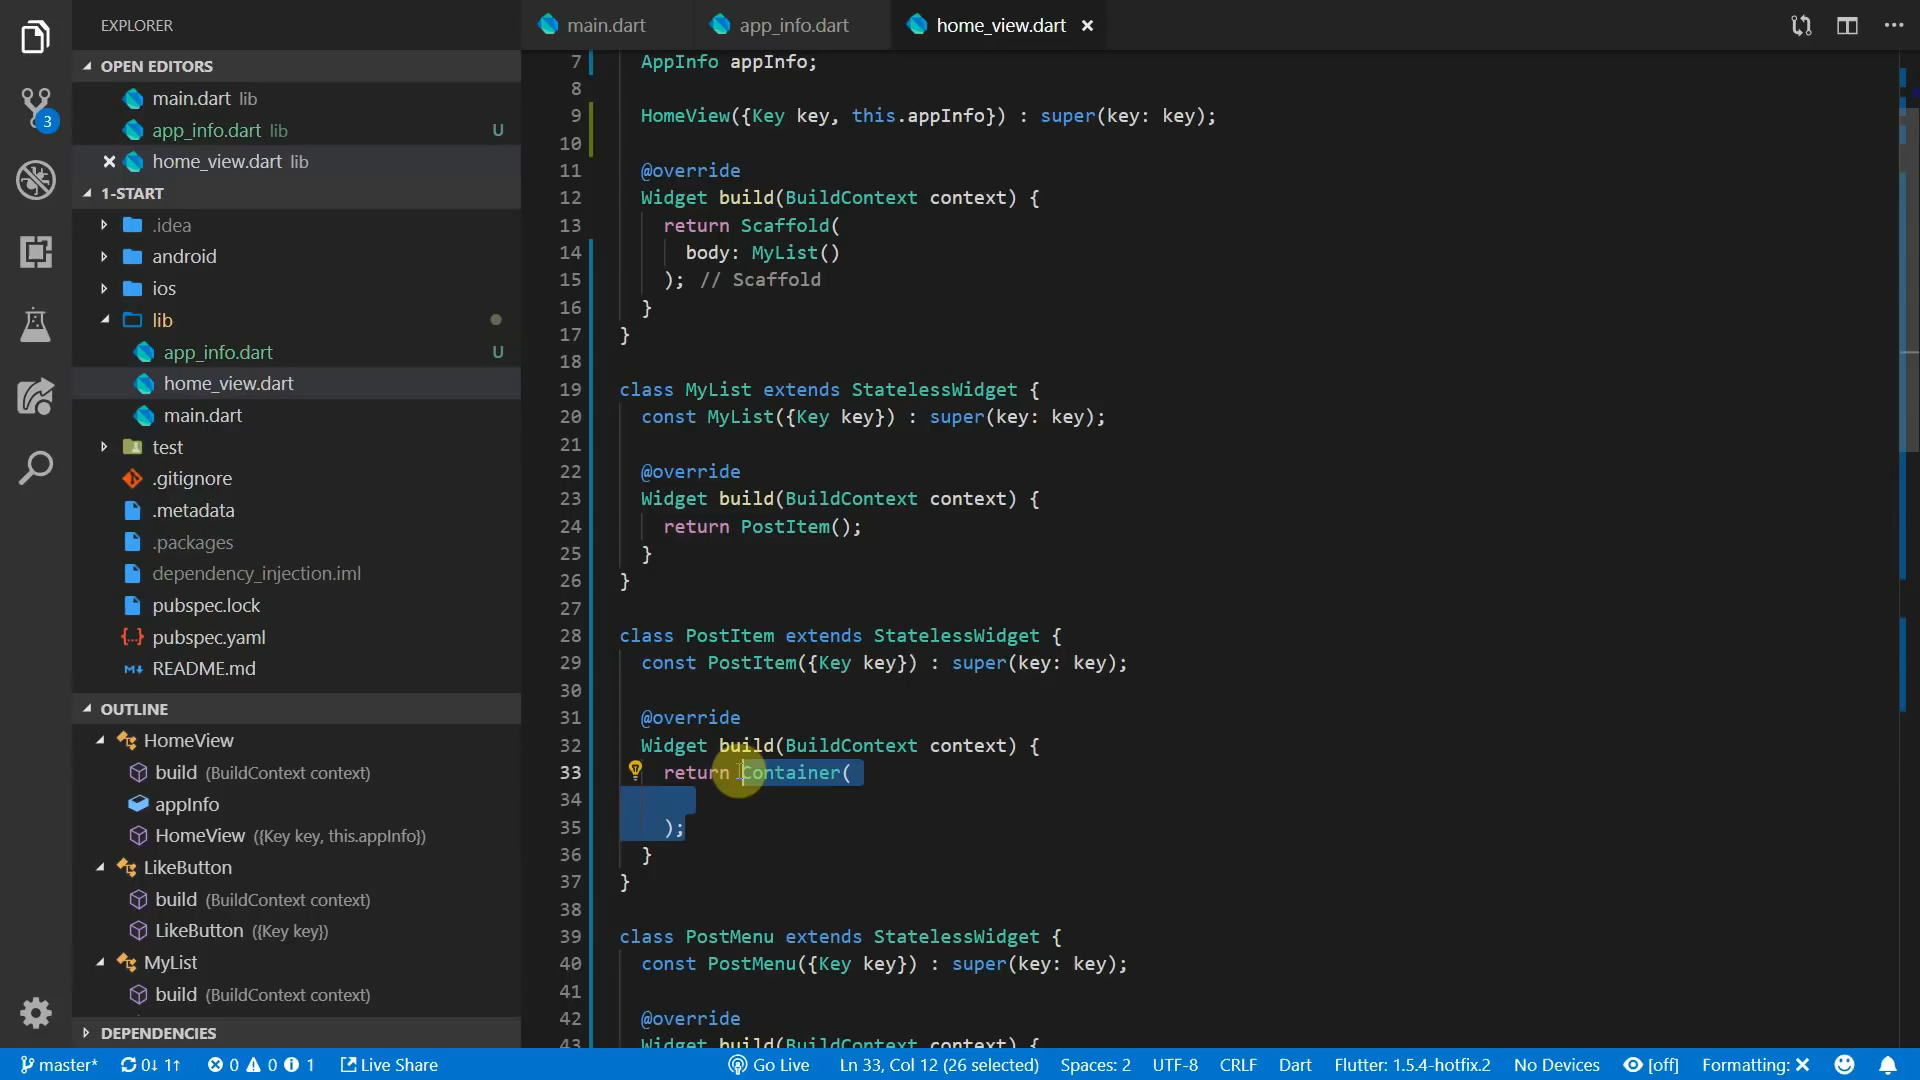 EXPLORER
OPEN EDITORS
main.dart lib
app_info.dart lib U
home_view.dart lib
1-START
.idea
android
ios
lib
app_info.dart U
home_view.dart
main.dart
test
.gitignore
.metadata
.packages
dependency_injection.iml
pubspec.lock
pubspec.yaml
README.md
OUTLINE
HomeView
build (BuildContext context)
appInfo
HomeView ({Key key, this.appInfo})
LikeButton
build (BuildContext context)
LikeButton ({Key key})
MyList
build (BuildContext context)
DEPENDENCIES
3
main.dart app_info.dart home_view.dart
7 AppInfo appInfo;
8
9 HomeView({Key key, this.appInfo}) : super(key: key);
10
11 @override
12 Widget build(BuildContext context) {
13 return Scaffold(
14 body: MyList()
15 ); // Scaffold
16 }
17 }
18
19 class MyList extends StatelessWidget {
20 const MyList({Key key}) : super(key: key);
21
22 @override
23 Widget build(BuildContext context) {
24 return PostItem();
25 }
26 }
27
28 class PostItem extends StatelessWidget {
29 const PostItem({Key key}) : super(key: key);
30
31 @override
32 Widget build(BuildContext context) {
33 return Container(
34
35 );
36 }
37 }
38
39 class PostMenu extends StatelessWidget {
40 const PostMenu({Key key}) : super(key: key);
41
42 @override
43 Widget build(BuildContext context) {
master* 0↓ 1↑ 0 0 1 Live Share Go Live Ln 33, Col 12 (26 selected) Spaces: 2 UTF-8 CRLF Dart Flutter: 1.5.4-hotfix.2 No Devices [off] Formatting: ✕